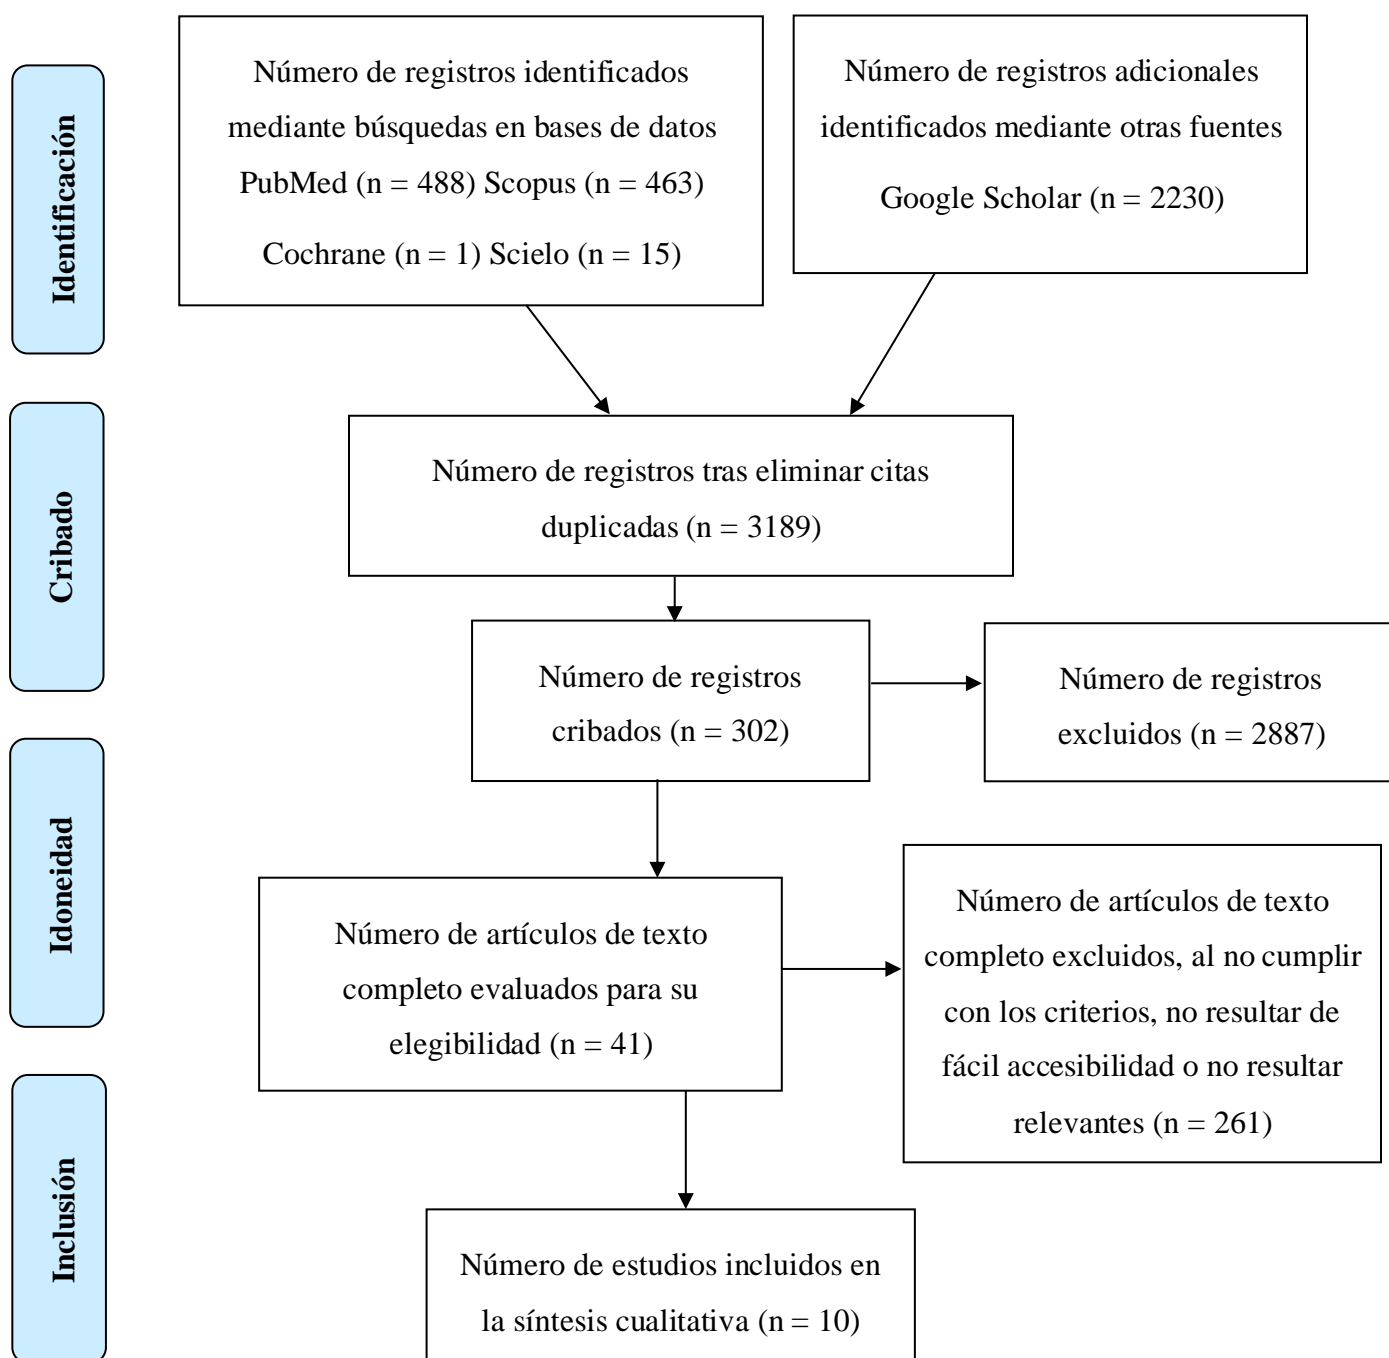 Identificación
Número de registros identificados
mediante búsquedas en bases de datos
PubMed (n = 488) Scopus (n = 463)
Cochrane (n = 1) Scielo (n = 15)
Número de registros adicionales
identificados mediante otras fuentes
Google Scholar (n = 2230)
Cribado
Número de registros tras eliminar citas
duplicadas (n = 3189)
Número de registros
cribados (n = 302)
Número de registros
excluidos (n = 2887)
Idoneidad
Número de artículos de texto
completo evaluados para su
elegibilidad (n = 41)
Número de artículos de texto
completo excluidos, al no cumplir
con los criterios, no resultar de
fácil accesibilidad o no resultar
relevantes (n = 261)
Inclusión
Número de estudios incluidos en
la síntesis cualitativa (n = 10)